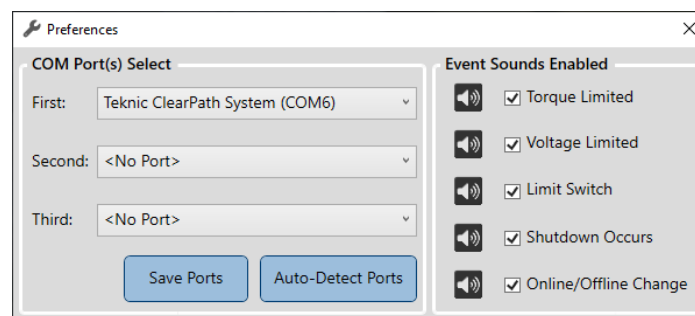 Preferences
COM Port(s) Select
First: Teknic ClearPath System (COM6)
Second: <No Port>
Third: <No Port>
Save Ports Auto-Detect Ports
Event Sounds Enabled
Torque Limited
Voltage Limited
Limit Switch
Shutdown Occurs
Online/Offline Change